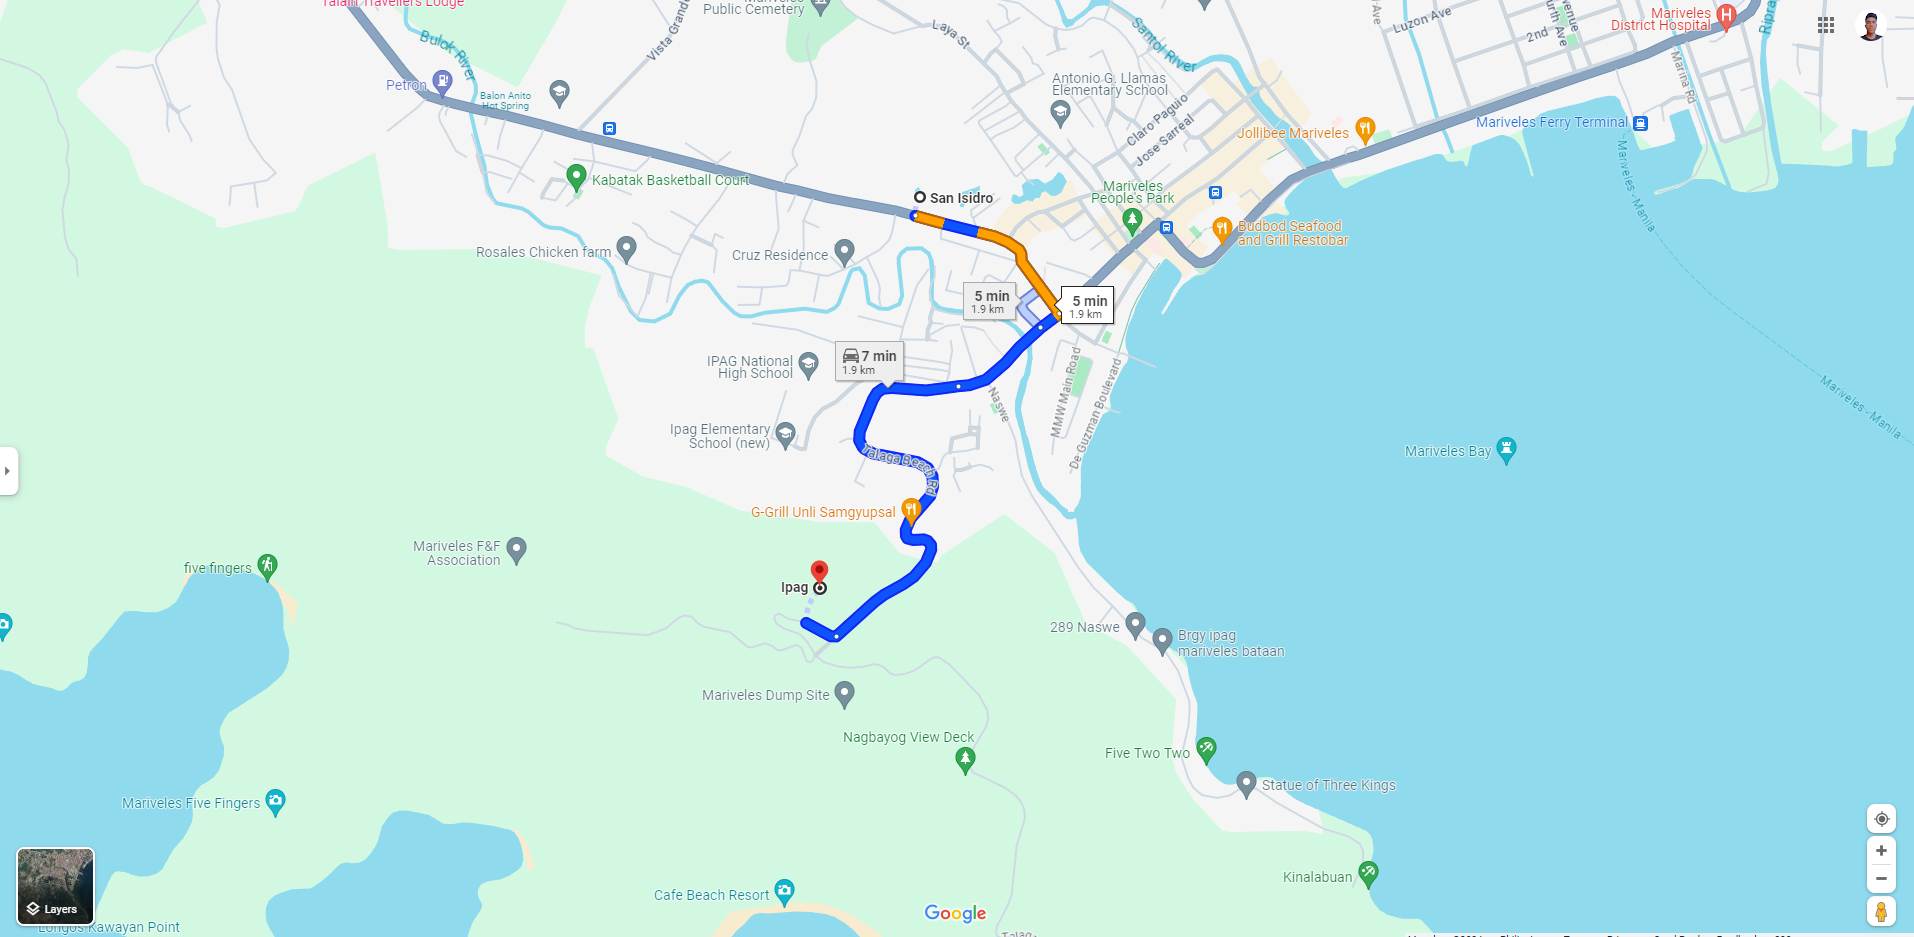 Talain Travellers Lodge
Mariveles
Public Cemetery
Vista Grande
Laya St
Santol River
Luzon Ave
2nd Ave
Mariveles
District Hospital
Marina Rd
Bulok River
Petron
Balon Anito
Hot Spring
Antonio G. Llamas
Elementary School
Claro Paguio
Jose Sarreal
Jollibee Mariveles
Mariveles Ferry Terminal
Mariveles - Manila
Mariveles - Manila
Kabatak Basketball Court
San Isidro
Mariveles
People's Park
Budbod Seafood
and Grill Restobar
Rosales Chicken farm
Cruz Residence
5 min
1.9 km
5 min
1.9 km
7 min
1.9 km
IPAG National
High School
Naswe
MMW Main Road
De Guzman Boulevard
Ipag Elementary
School (new)
Talaga Beach Rd
Mariveles Bay
G-Grill Unli Samgyupsal
Mariveles F&F
Association
five fingers
Ipag
289 Naswe
Brgy ipag
mariveles bataan
Mariveles Dump Site
Nagbayog View Deck
Five Two Two
Statue of Three Kings
Mariveles Five Fingers
Kinalabuan
Cafe Beach Resort
Layers
Google
Longos Kawayan Point